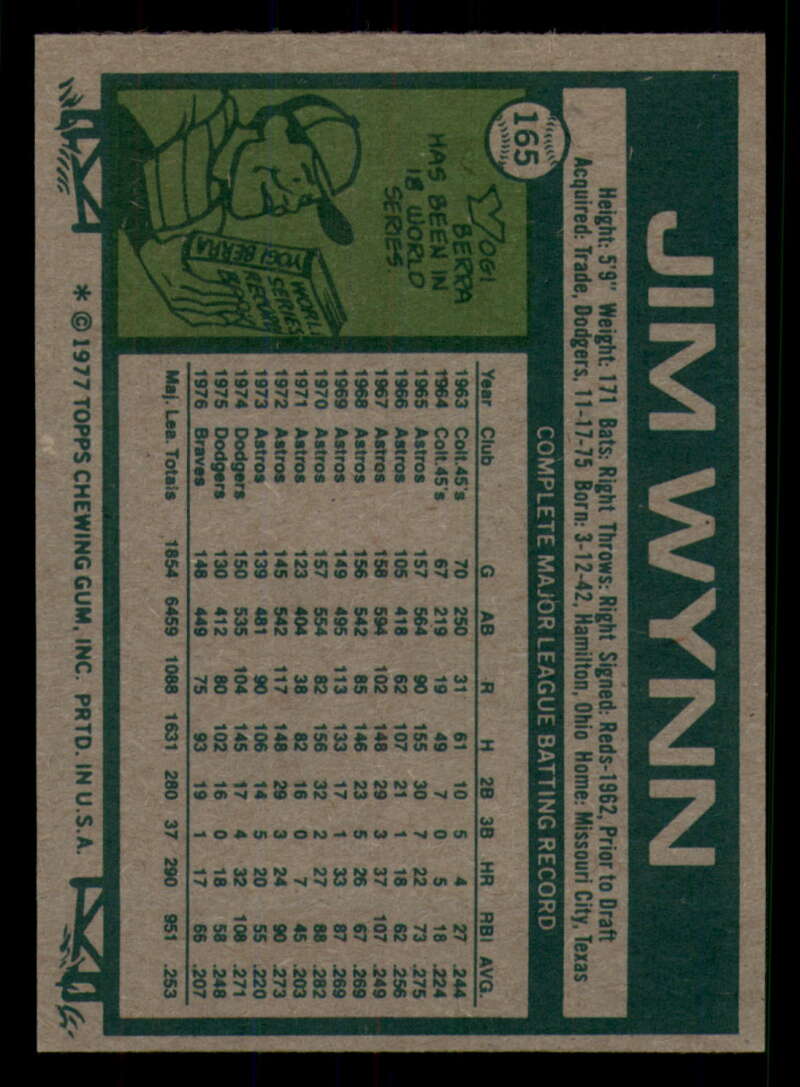 JIM WYNN
165
Height: 5'9" Weight: 171 Bats: Right Throws: Right Signed: Reds-1962, Prior to Draft
Acquired: Trade, Dodgers, 11-17-75 Born: 3-12-42, Hamilton, Ohio Home: Missouri City, Texas
YOGI
BERRA
HAS BEEN IN
18 WORLD
SERIES.
WORLD
SERIES
RECORD
BOOK
YOGI BERRA
COMPLETE MAJOR LEAGUE BATTING RECORD
Year Club G AB R H 2B 3B HR RBI AVG.
1963 Colt.45's 70 250 31 61 10 5 4 27 .244
1964 Colt.45's 67 219 19 49 7 0 5 18 .224
1965 Astros 157 564 90 155 30 7 22 73 .275
1966 Astros 105 418 62 107 21 1 18 62 .256
1967 Astros 158 594 102 148 29 3 37 107 .249
1968 Astros 156 542 85 146 23 5 26 67 .269
1969 Astros 149 495 113 133 17 1 33 87 .269
1970 Astros 157 554 82 156 32 2 27 88 .282
1971 Astros 123 404 38 82 16 0 7 45 .203
1972 Astros 145 542 117 148 29 3 24 90 .273
1973 Astros 139 481 90 106 14 5 20 55 .220
1974 Dodgers 150 535 104 145 17 4 32 108 .271
1975 Dodgers 130 412 80 102 16 0 18 58 .248
1976 Braves 148 449 75 93 19 1 17 66 .207
Maj. Lea. Totals 1854 6459 1088 1631 280 37 290 951 .253
* © 1977 TOPPS CHEWING GUM, INC. PRTD. IN U.S.A.